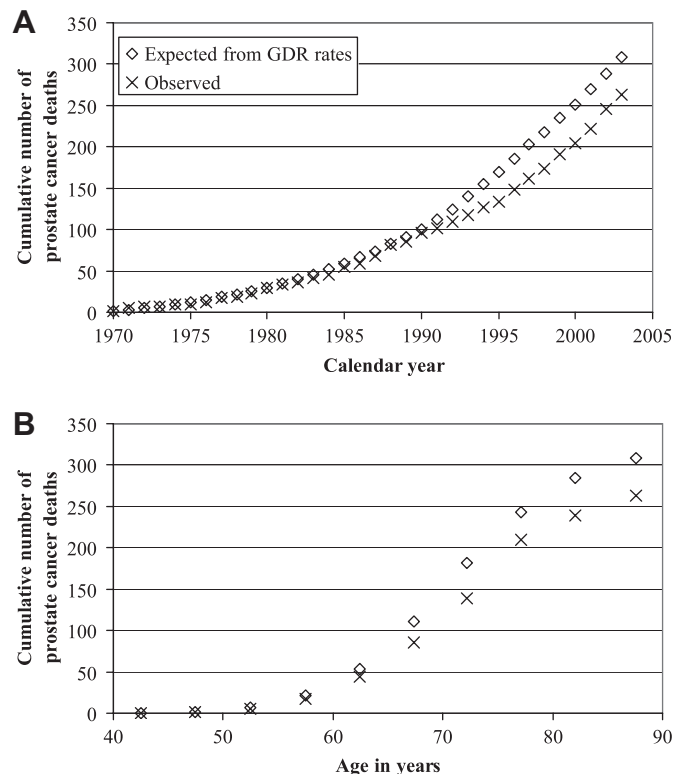 A
350
300
250
200
150
100
50
0
Cumulative number of
prostate cancer deaths
Expected from GDR rates
Observed
1970 1975 1980 1985 1990 1995 2000 2005
Calendar year
B
350
300
250
200
150
100
50
0
Cumulative number of
prostate cancer deaths
40 50 60 70 80 90
Age in years